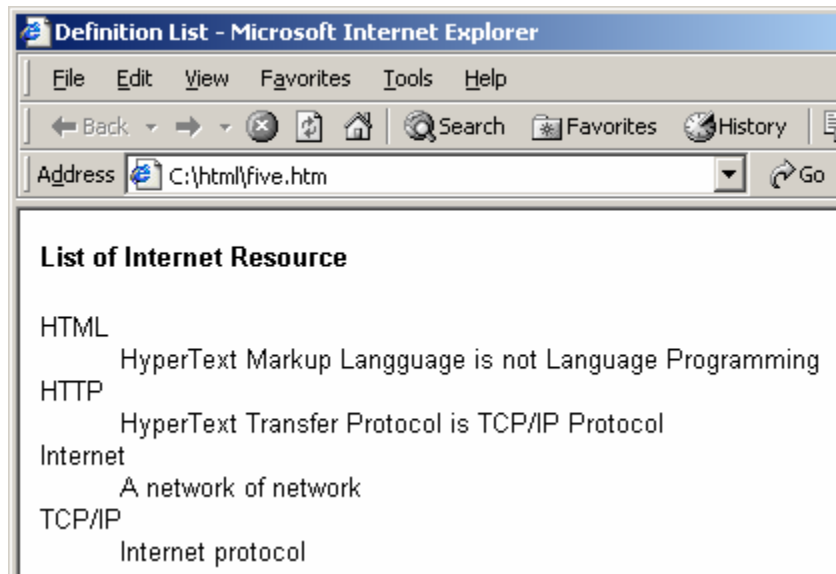 Definition List - Microsoft Internet Explorer
File Edit View Favorites Tools Help
Back Search Favorites History
Address C:\html\five.htm Go
List of Internet Resource
HTML
HyperText Markup Langguage is not Language Programming
HTTP
HyperText Transfer Protocol is TCP/IP Protocol
Internet
A network of network
TCP/IP
Internet protocol